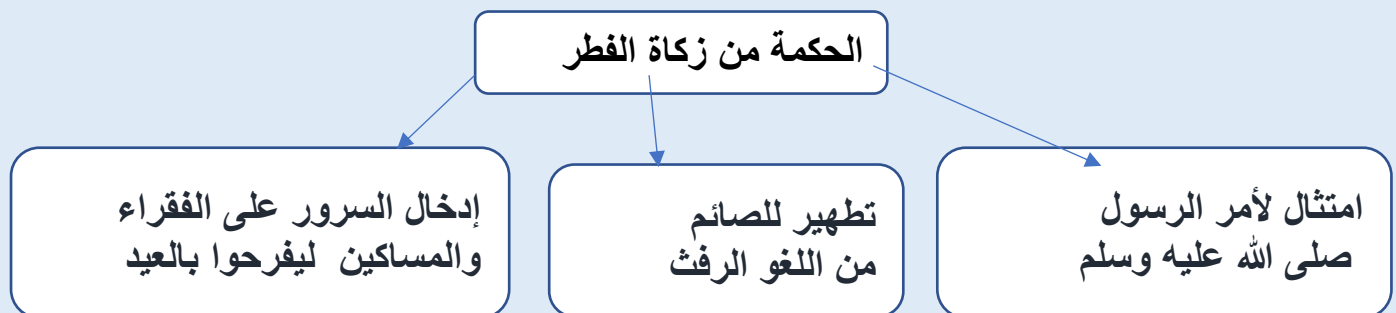 الحكمة من زكاة الفطر
امتثال لأمر الرسول
صلى الله عليه وسلم
تطهير للصائم
من اللغو الرفث
إدخال السرور على الفقراء
والمساكين ليفرحوا بالعيد